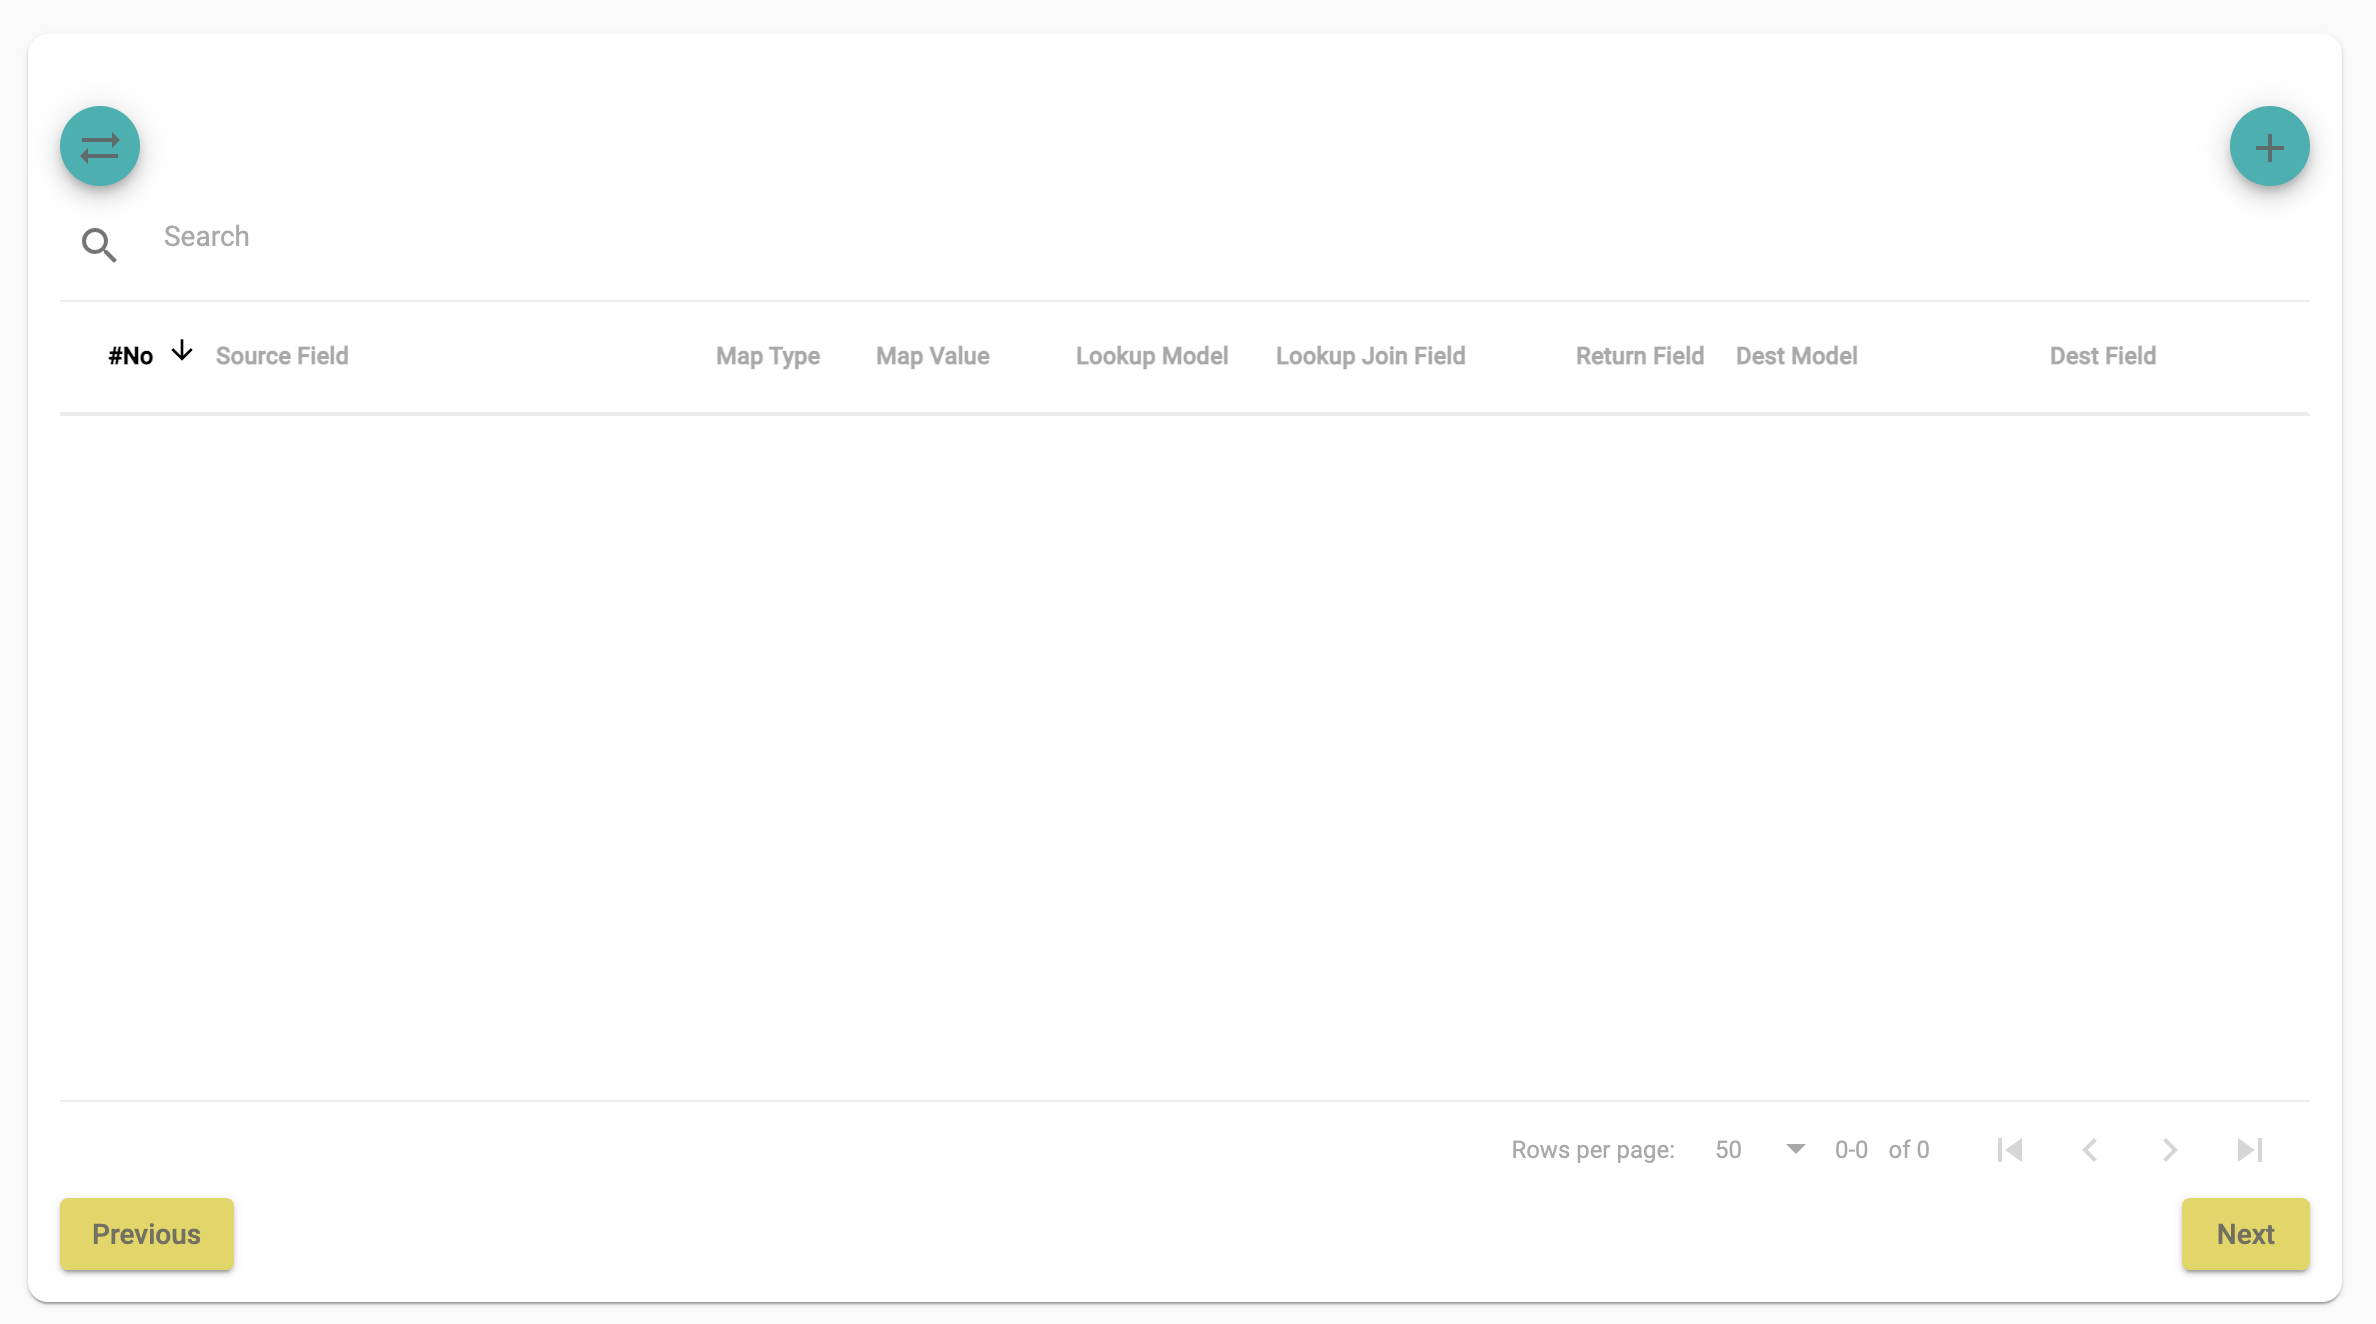 Search
#No Source Field Map Type Map Value Lookup Model Lookup Join Field Return Field Dest Model Dest Field
Rows per page: 50 0-0 of 0
Previous Next